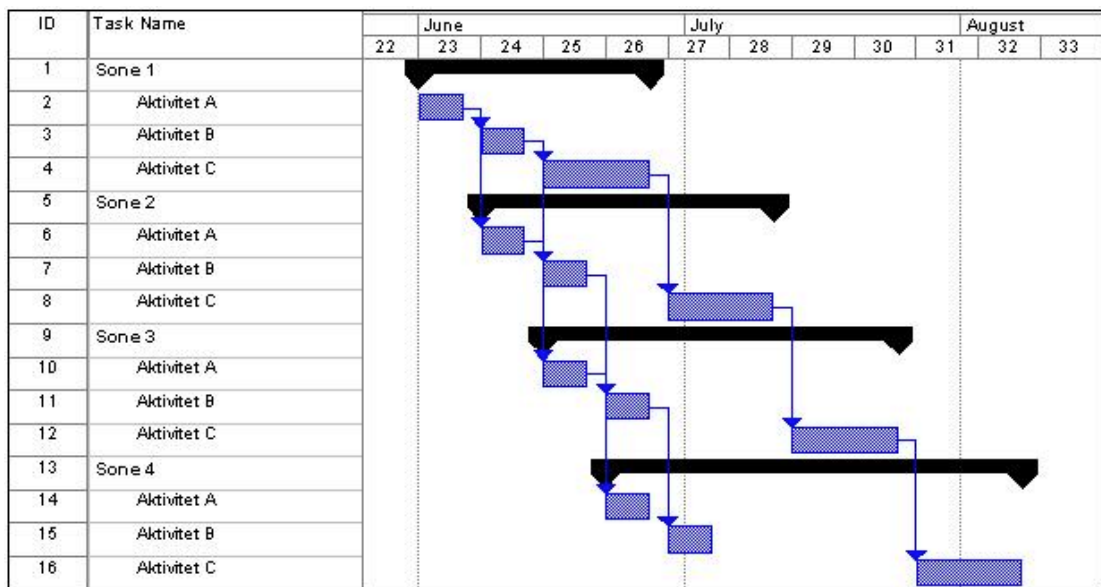 ID Task Name June July August
22 23 24 25 26 27 28 29 30 31 32 33
1 Sone 1
2 Aktivitet A
3 Aktivitet B
4 Aktivitet C
5 Sone 2
6 Aktivitet A
7 Aktivitet B
8 Aktivitet C
9 Sone 3
10 Aktivitet A
11 Aktivitet B
12 Aktivitet C
13 Sone 4
14 Aktivitet A
15 Aktivitet B
16 Aktivitet C